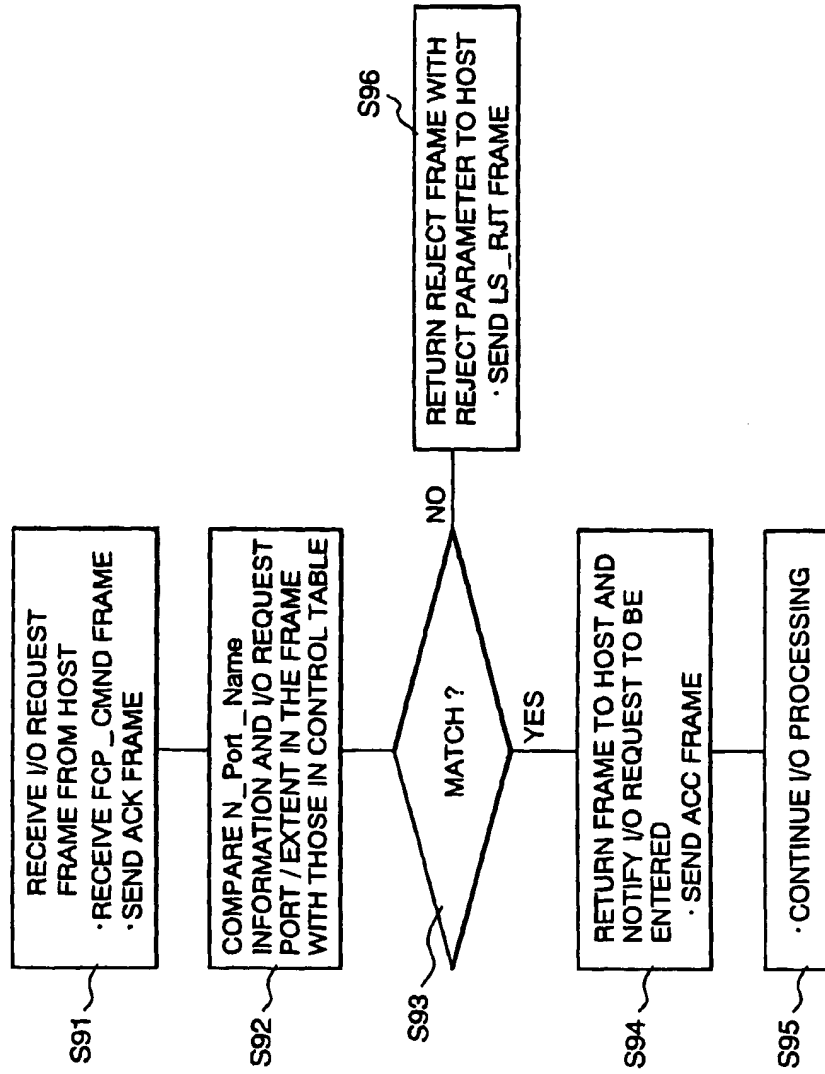 S91
RECEIVE I/O REQUEST
FRAME FROM HOST
·RECEIVE FCP_CMND FRAME
·SEND ACK FRAME
S92
COMPARE N_Port_Name
INFORMATION AND I/O REQUEST
PORT / EXTENT IN THE FRAME
WITH THOSE IN CONTROL TABLE
S93
MATCH ?
NO
S96
RETURN REJECT FRAME WITH
REJECT PARAMETER TO HOST
·SEND LS_RJT FRAME
YES
S94
RETURN FRAME TO HOST AND
NOTIFY I/O REQUEST TO BE
ENTERED
·SEND ACC FRAME
S95
·CONTINUE I/O PROCESSING